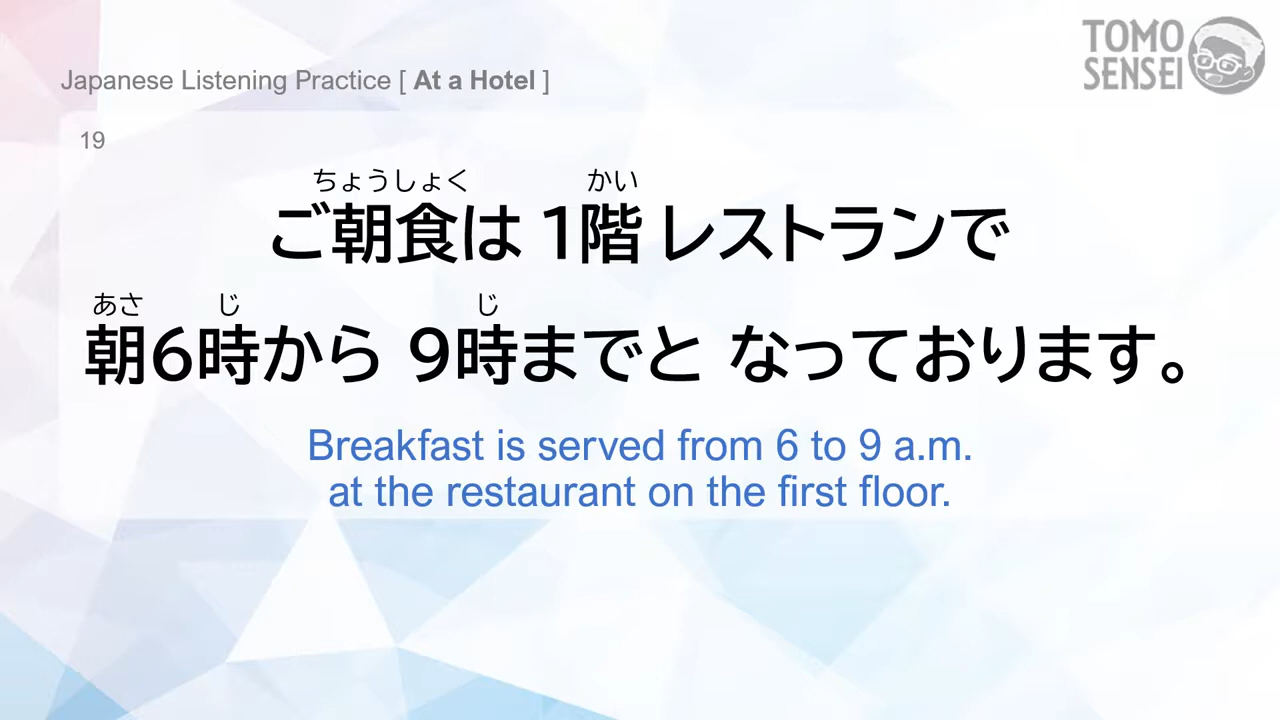 Japanese Listening Practice [ At a Hotel ]
TOMO
SENSEI
19
ちょうしょく かい
ご朝食は 1階 レストランで
あさ じ じ
朝6時から 9時までと なっております。
Breakfast is served from 6 to 9 a.m.
at the restaurant on the first floor.